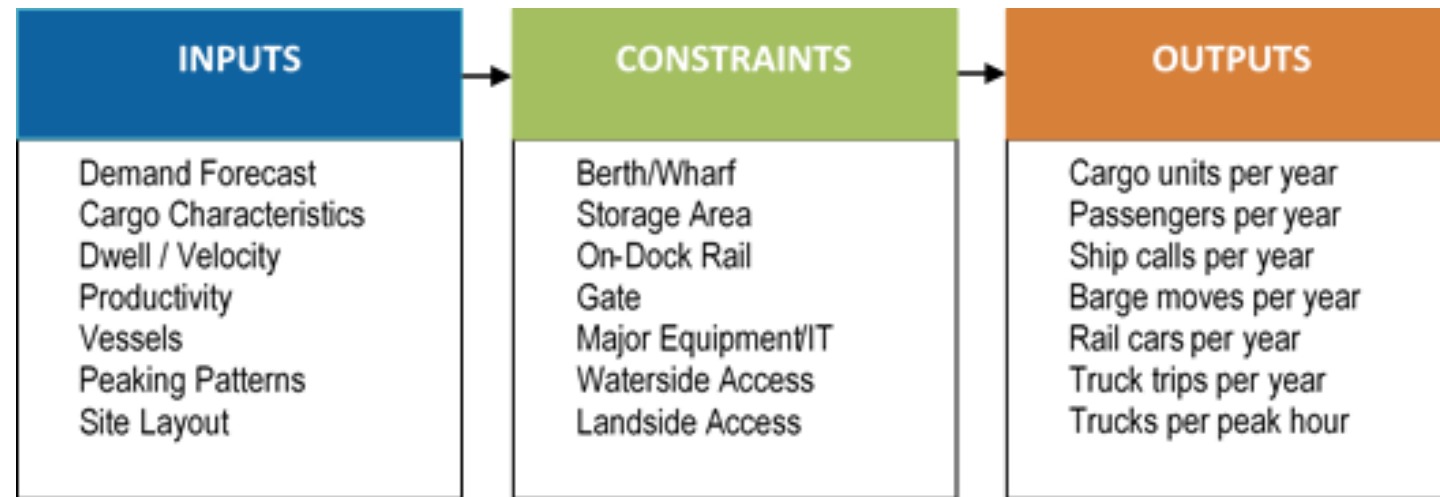 INPUTS
Demand Forecast
Cargo Characteristics
Dwell / Velocity
Productivity
Vessels
Peaking Patterns
Site Layout
CONSTRAINTS
Berth/Wharf
Storage Area
On-Dock Rail
Gate
Major Equipment/IT
Waterside Access
Landside Access
OUTPUTS
Cargo units per year
Passengers per year
Ship calls per year
Barge moves per year
Rail cars per year
Truck trips per year
Trucks per peak hour